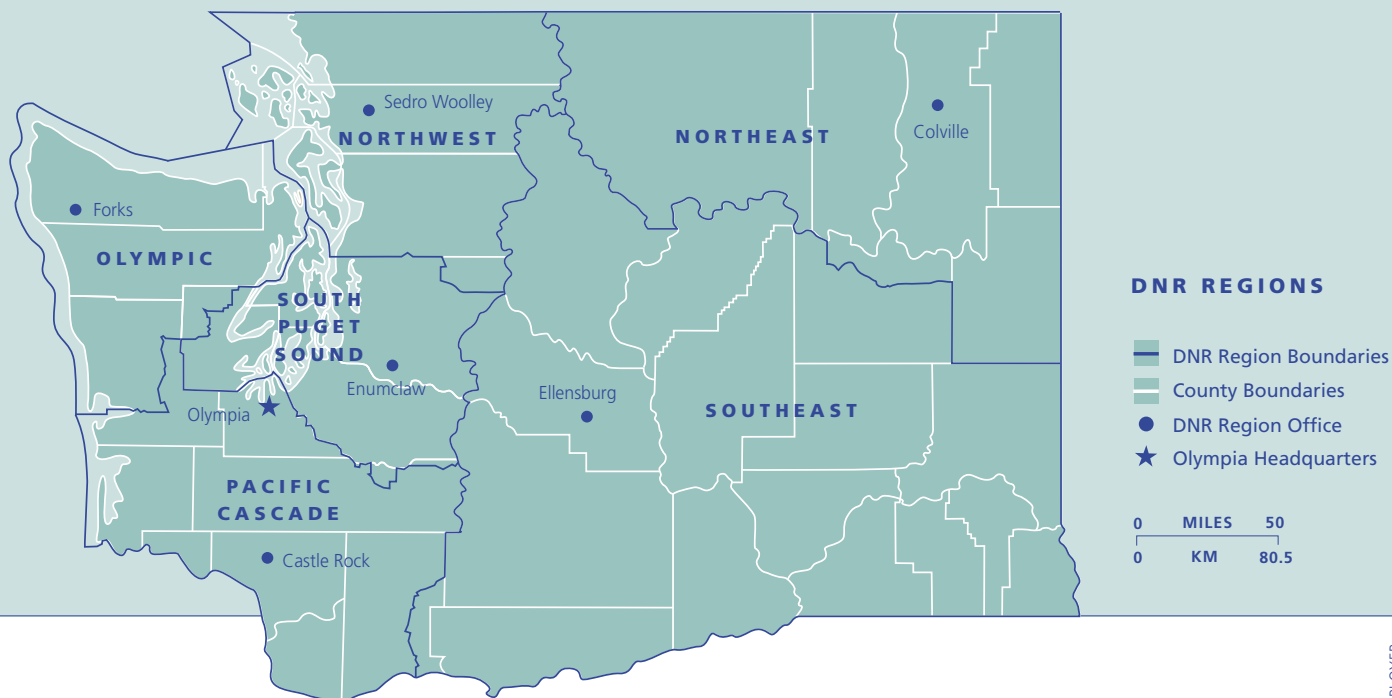 Sedro Woolley
NORTHWEST
NORTHEAST
Colville
Forks
OLYMPIC
SOUTH
PUGET
SOUND
Enumclaw
Olympia
Ellensburg
SOUTHEAST
PACIFIC
CASCADE
Castle Rock
DNR REGIONS
DNR Region Boundaries
County Boundaries
DNR Region Office
Olympia Headquarters
0 MILES 50
0 KM 80.5